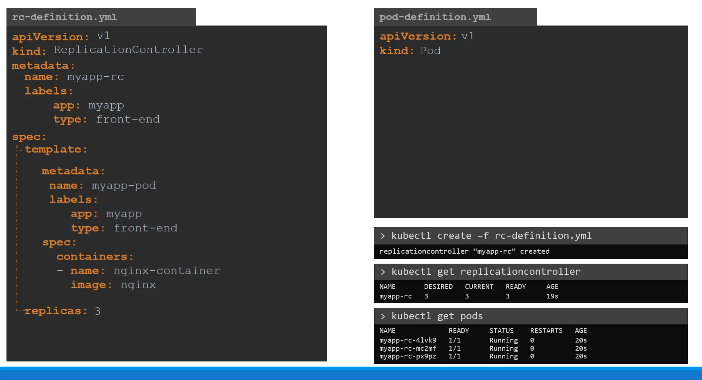 rc-definition.yml
apiVersion: v1
kind: ReplicationController
metadata:
name: myapp-rc
labels:
app: myapp
type: front-end
spec:
template:
metadata:
name: myapp-pod
labels:
app: myapp
type: front-end
spec:
containers:
- name: nginx-container
image: nginx
replicas: 3
pod-definition.yml
apiVersion: v1
kind: Pod
> kubectl create -f rc-definition.yml
replicationcontroller "myapp-rc" created
> kubectl get replicationcontroller
NAME DESIRED CURRENT READY AGE
myapp-rc 3 3 3 19s
> kubectl get pods
NAME READY STATUS RESTARTS AGE
myapp-rc-4lvk9 1/1 Running 0 20s
myapp-rc-mc2mf 1/1 Running 0 20s
myapp-rc-px9pz 1/1 Running 0 20s